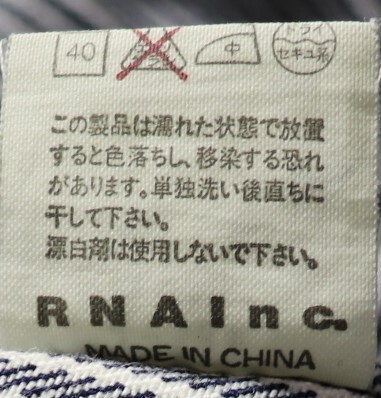 40 中 ドライ
セキユ系
この製品は濡れた状態で放置
すると色落ちし、移染する恐れ
があります。単独洗い後直ちに
干して下さい。
漂白剤は使用しないで下さい。
RNA Inc.
MADE IN CHINA